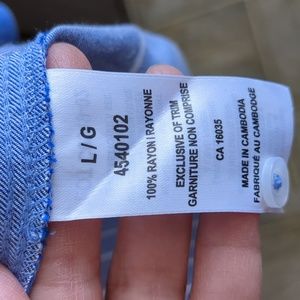 L / G
4540102
100% RAYON / RAYONNE
EXCLUSIVE OF TRIM
GARNITURE NON COMPRISE
CA 16035
MADE IN CAMBODIA
FABRIQUÉ AU CAMBODGE